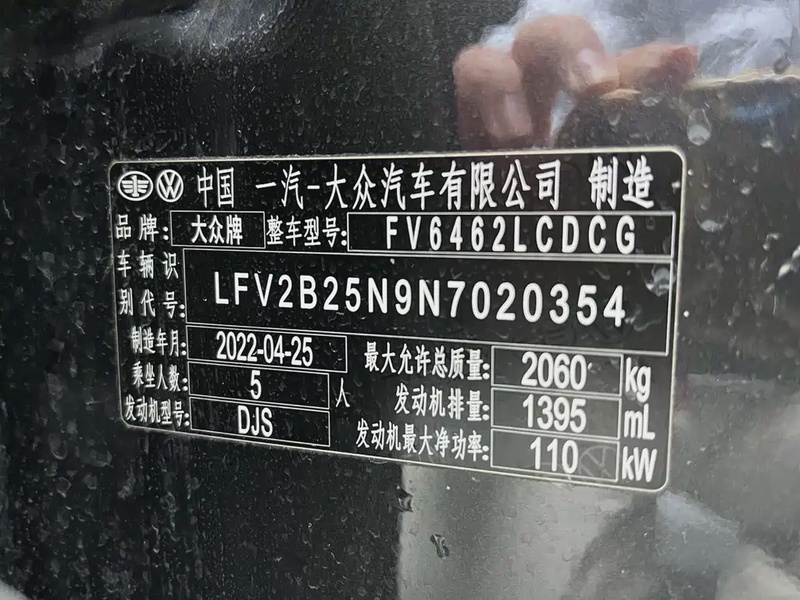 中国 一汽-大众汽车有限公司 制造
品牌: 大众牌 整车型号: FV6462LCDCG
车辆识别代号: LFV2B25N9N7020354
制造年月: 2022-04-25 最大允许总质量: 2060 kg
乘坐人数: 5 人 发动机排量: 1395 mL
发动机型号: DJS 发动机最大净功率: 110 kW